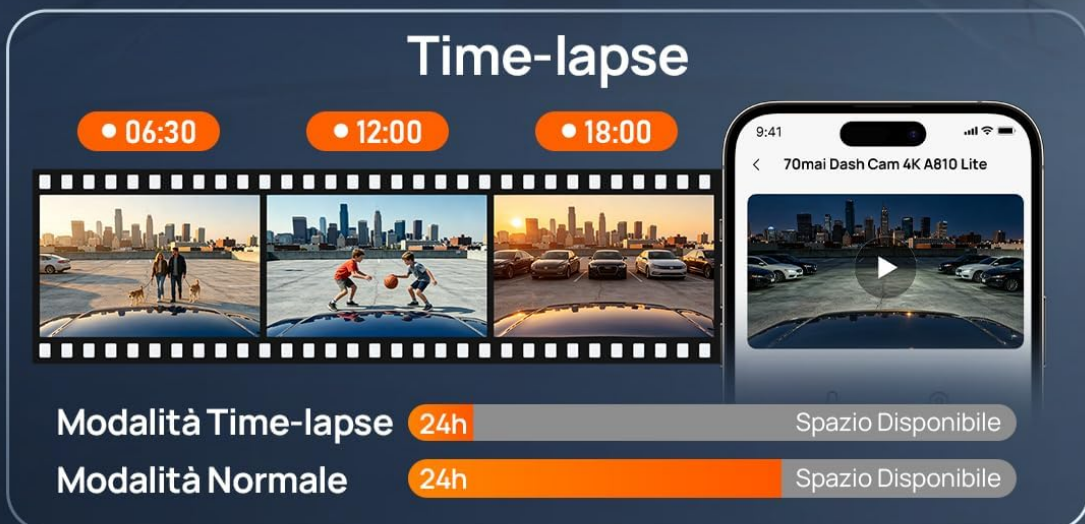 Time-lapse
06:30
12:00
18:00
9:41
70mai Dash Cam 4K A810 Lite
Modalità Time-lapse
24h
Spazio Disponibile
Modalità Normale
24h
Spazio Disponibile